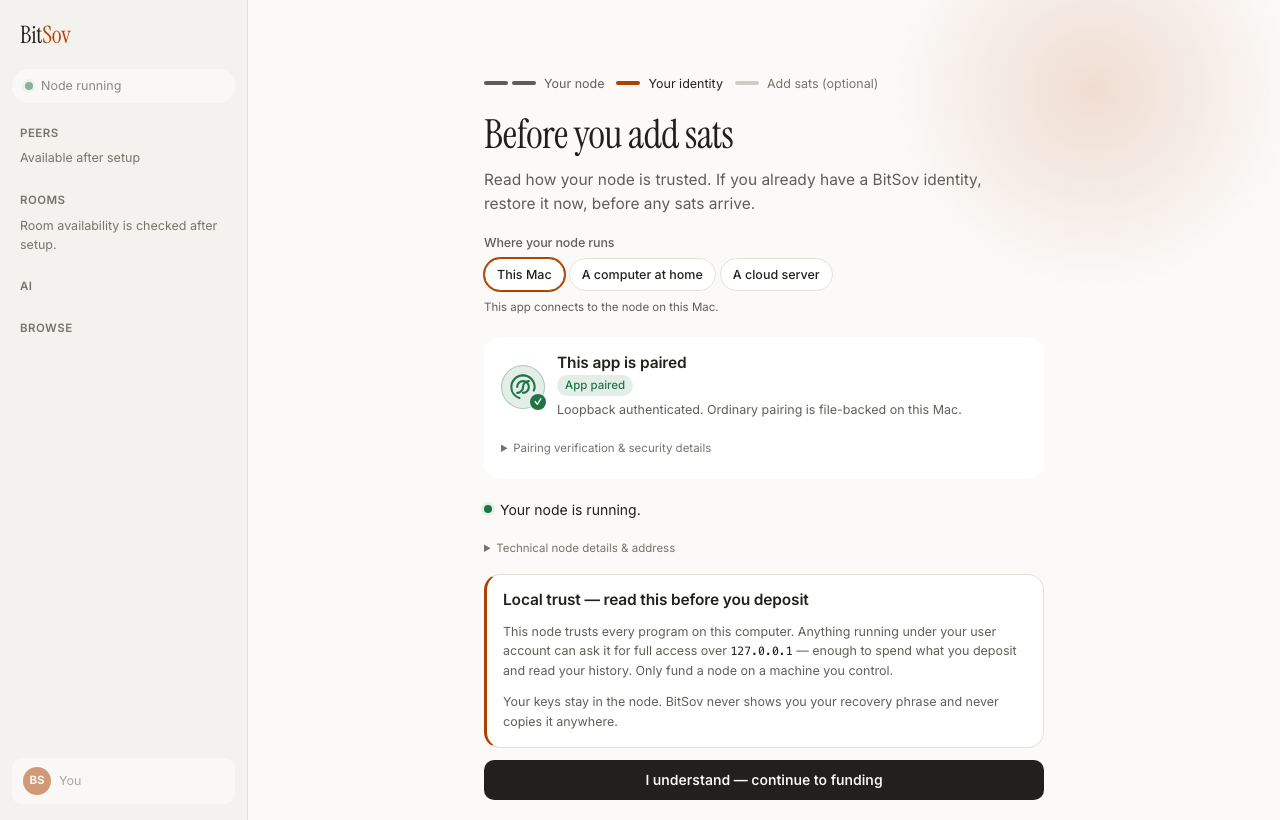 BitSov
Node running
PEERS
Available after setup
ROOMS
Room availability is checked after
setup.
AI
BROWSE
BS You
Your node Your identity Add sats (optional)
Before you add sats
Read how your node is trusted. If you already have a BitSov identity,
restore it now, before any sats arrive.
Where your node runs
This Mac A computer at home A cloud server
This app connects to the node on this Mac.
This app is paired
App paired
Loopback authenticated. Ordinary pairing is file-backed on this Mac.
Pairing verification & security details
Your node is running.
Technical node details & address
Local trust — read this before you deposit
This node trusts every program on this computer. Anything running under your user
account can ask it for full access over 127.0.0.1 — enough to spend what you deposit
and read your history. Only fund a node on a machine you control.
Your keys stay in the node. BitSov never shows you your recovery phrase and never
copies it anywhere.
I understand — continue to funding